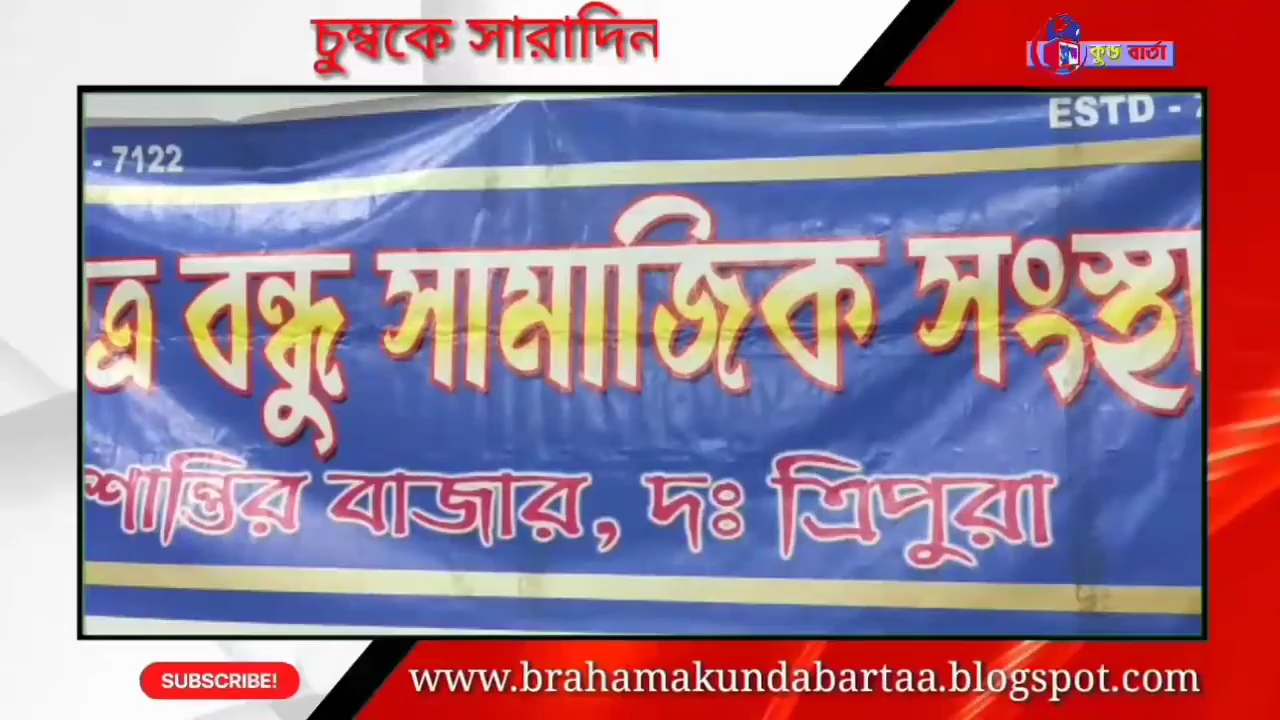 চুম্বকে সারাদিন
কুন্ড বার্তা
ESTD -
- 7122
ত্র বন্ধু সামাজিক সংস্থা
শান্তির বাজার, দঃ ত্রিপুরা
SUBSCRIBE!
www.brahamakundabartaa.blogspot.com